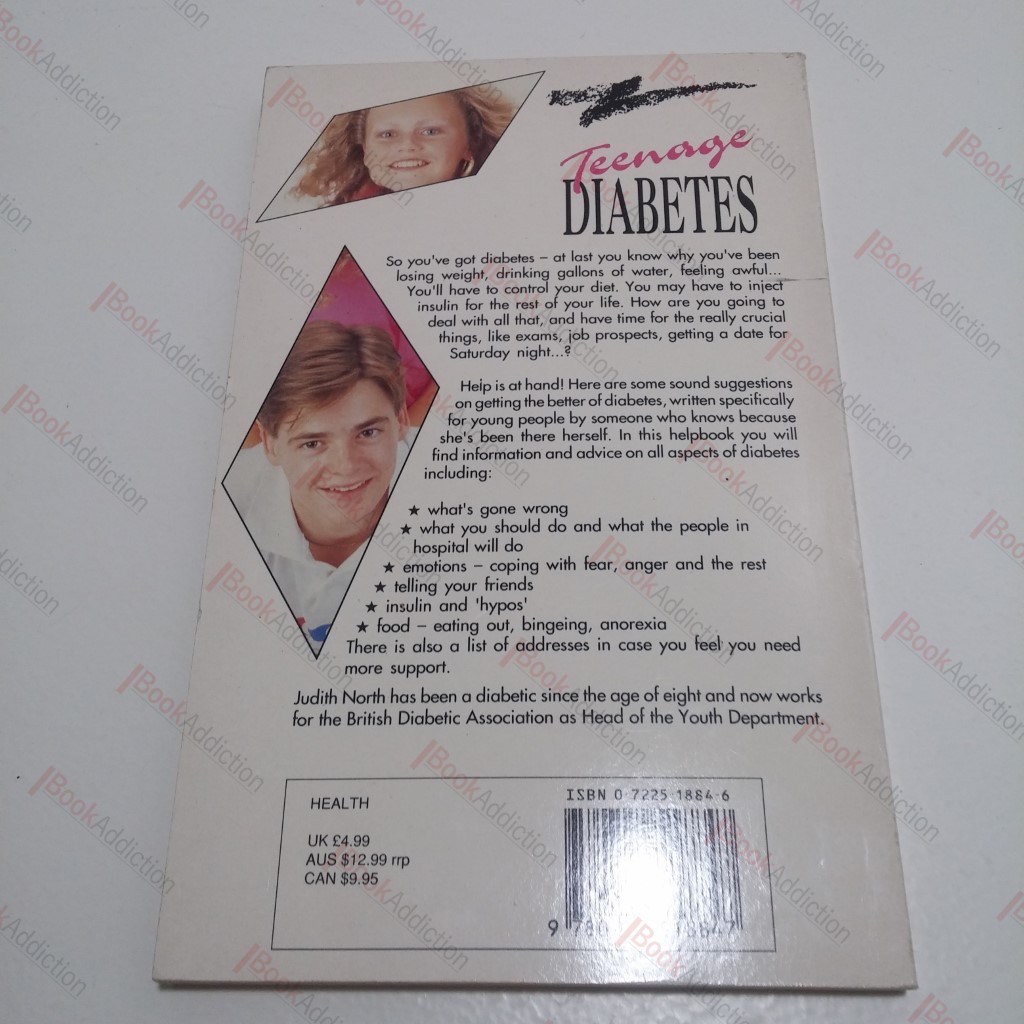 Teenage
DIABETES
So you've got diabetes – at last you know why you've been
losing weight, drinking gallons of water, feeling awful...
You'll have to control your diet. You may have to inject
insulin for the rest of your life. How are you going to
deal with all that, and have time for the really crucial
things, like exams, job prospects, getting a date for
Saturday night...?
Help is at hand! Here are some sound suggestions
on getting the better of diabetes, written specifically
for young people by someone who knows because
she's been there herself. In this helpbook you will
find information and advice on all aspects of diabetes
including:
★ what's gone wrong
★ what you should do and what the people in
hospital will do
★ emotions – coping with fear, anger and the rest
★ telling your friends
★ insulin and 'hypos'
★ food – eating out, bingeing, anorexia
There is also a list of addresses in case you feel you need
more support.
Judith North has been a diabetic since the age of eight and now works
for the British Diabetic Association as Head of the Youth Department.
HEALTH
UK £4.99
AUS $12.99 rrp
CAN $9.95
ISBN 0-7225-1884-6
BookAddiction